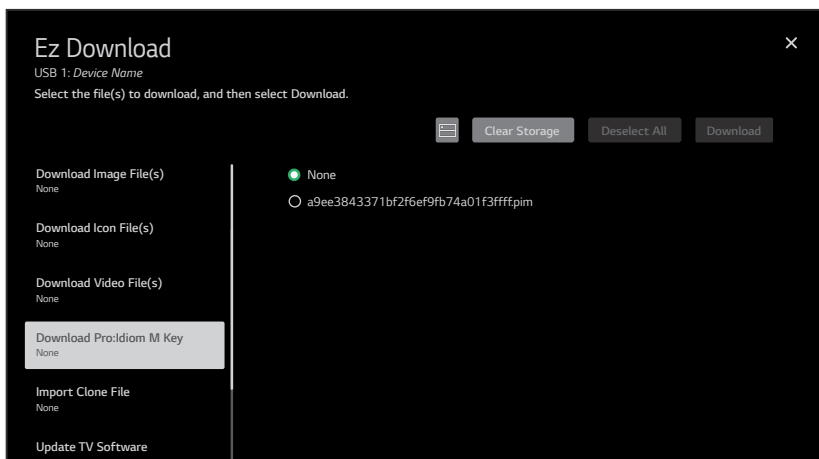 Ez Download
USB 1: Device Name
Select the file(s) to download, and then select Download.
Clear Storage
Deselect All
Download
Download Image File(s)
None
Download Icon File(s)
None
Download Video File(s)
None
Download Pro:Idiom M Key
None
Import Clone File
None
Update TV Software
None
a9ee3843371bf2f6ef9fb74a01f3ffff.pim